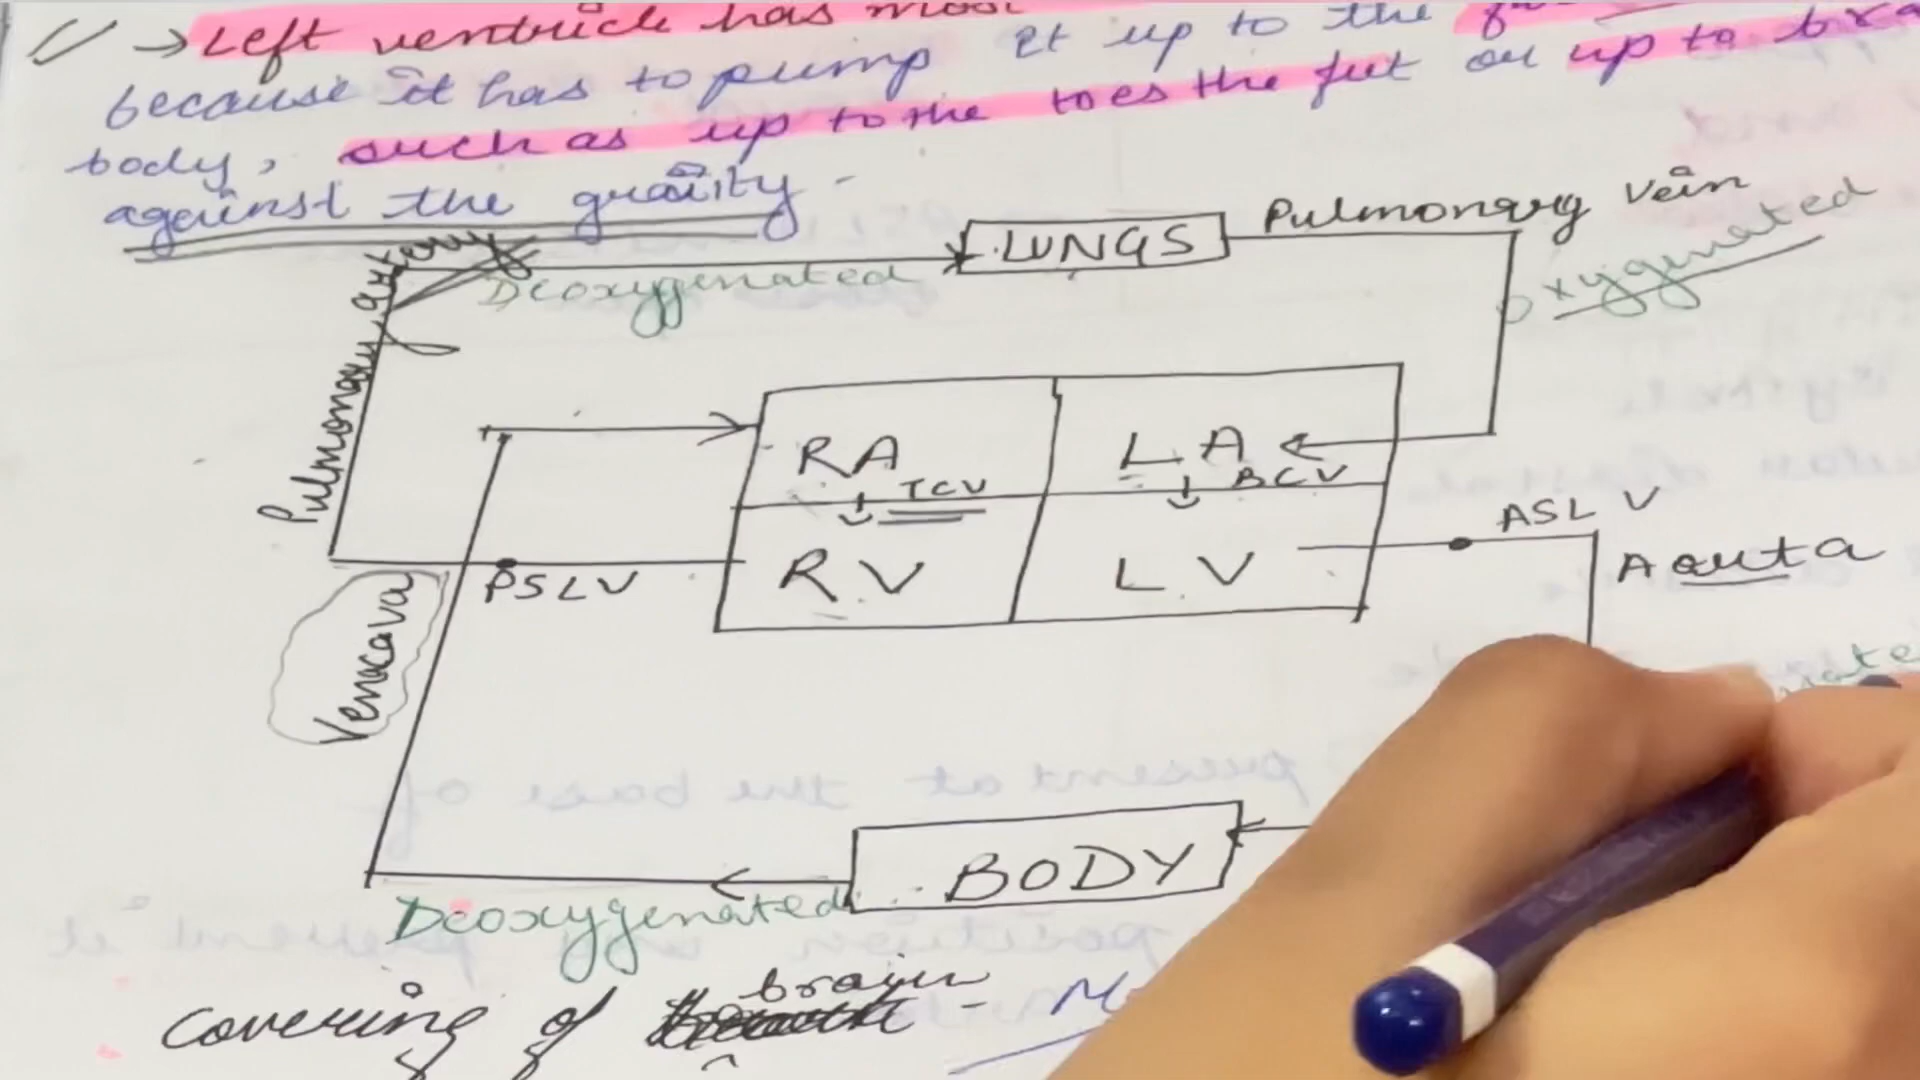 → Left ventricle has
because it has to pump it up to the
body, such as up to the toes the feet or up to
against the gravity.
Pulmonary vein
LUNGS
Oxygenated
Deoxygenated
Pulmonary artery
RA
LA
TCV
BCV
ASLV
RV
LV
PSLV
Aorta
Venacava
BODY
Deoxygenated
brain
covering of -